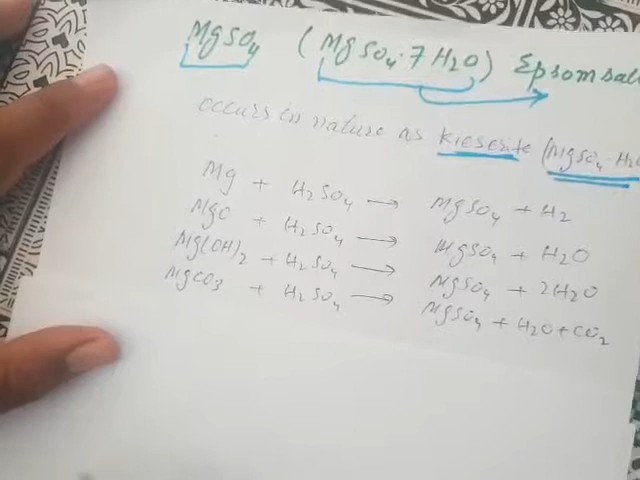 MgSO₄ (MgSO₄·7H₂O) Epsom sal
occurs in nature as kieserite (MgSO₄·H₂O
Mg + H₂SO₄ → MgSO₄ + H₂
MgO + H₂SO₄ → MgSO₄ + H₂O
Mg(OH)₂ + H₂SO₄ → MgSO₄ + 2H₂O
MgCO₃ + H₂SO₄ → MgSO₄ + H₂O + CO₂